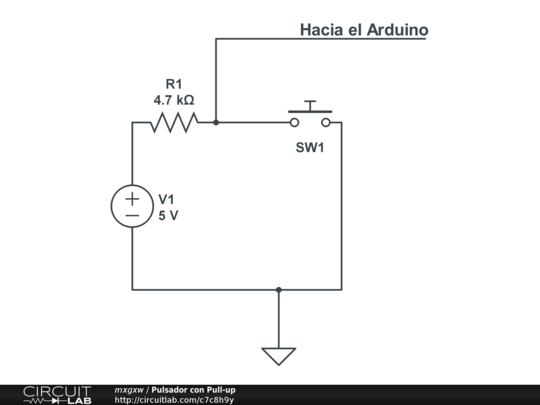 Hacia el Arduino
R1
4.7 kΩ
SW1
V1
5 V
CIRCUIT
LAB
mxgxw / Pulsador con Pull-up
http://circuitlab.com/c7c8h9y